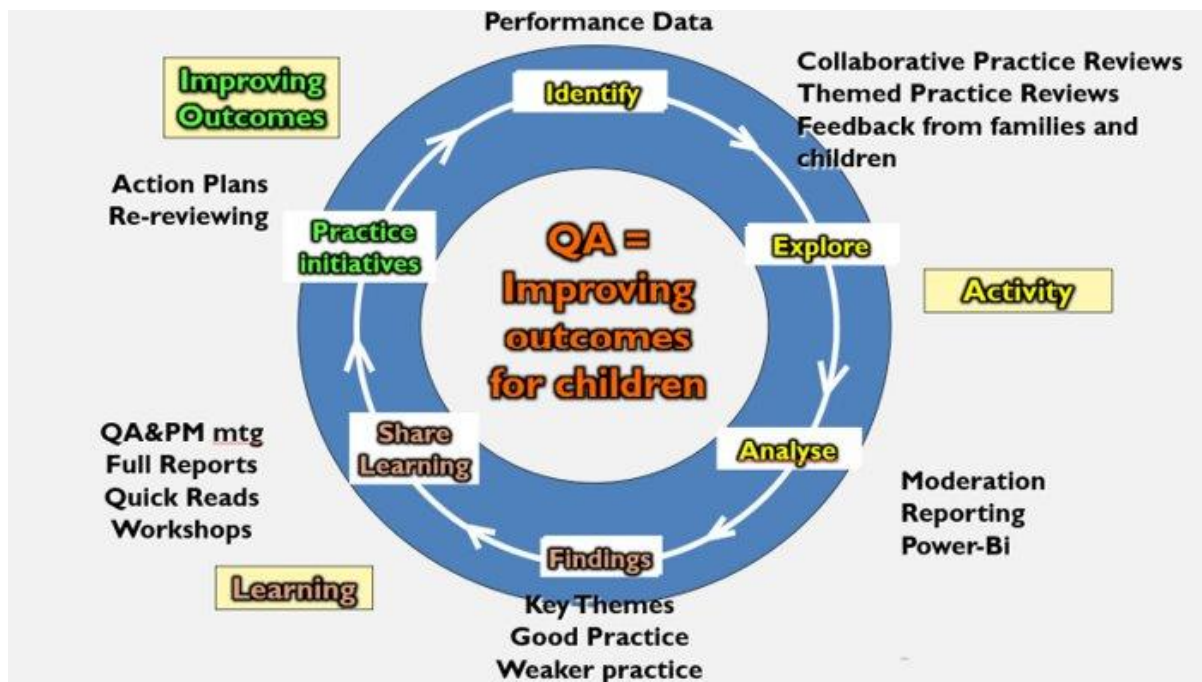 Performance Data
Identify
Collaborative Practice Reviews
Themed Practice Reviews
Feedback from families and
children
Explore
Activity
Analyse
Moderation
Reporting
Power-Bi
Findings
Key Themes
Good Practice
Weaker practice
Share
Learning
QA&PM mtg
Full Reports
Quick Reads
Workshops
Learning
Practice
initiatives
Action Plans
Re-reviewing
Improving
Outcomes
QA =
Improving
outcomes
for children